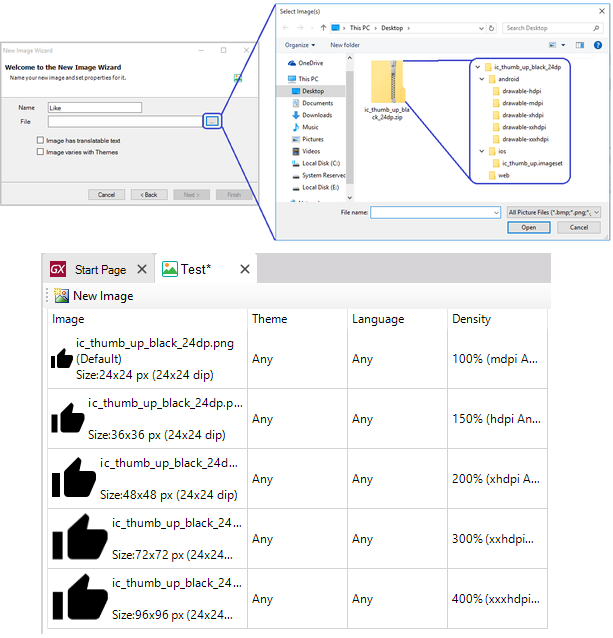 Select Image(s)
This PC > Desktop >
Search Desktop
Organize
New folder
OneDrive
This PC
Desktop
Documents
Downloads
Music
Pictures
Videos
Local Disk (C:)
System Reserved
Local Disk (E:)
ic_thumb_up_bla
ck_24dp.zip
ic_thumb_up_black_24dp
android
drawable-hdpi
drawable-mdpi
drawable-xhdpi
drawable-xxhdpi
drawable-xxxhdpi
ios
ic_thumb_up.imageset
web
File name:
All Picture Files (*.bmp;*.png;*,
Open
Cancel
New Image Wizard
Welcome to the New Image Wizard
Name your new image and set properties for it.
Name
Like
File
...
Image has translatable text
Image varies with Themes
Cancel
< Back
Next >
Finish
GX Start Page
Test*
New Image
Image Theme Language Density
ic_thumb_up_black_24dp.png
(Default)
Size:24x24 px (24x24 dip)
Any Any 100% (mdpi A...
ic_thumb_up_black_24dp.p...
Size:36x36 px (24x24 dip)
Any Any 150% (hdpi An...
ic_thumb_up_black_24d...
Size:48x48 px (24x24 dip)
Any Any 200% (xhdpi A...
ic_thumb_up_black_24...
Size:72x72 px (24x24...
Any Any 300% (xxhdpi...
ic_thumb_up_black_24...
Size:96x96 px (24x24...
Any Any 400% (xxxhdpi...